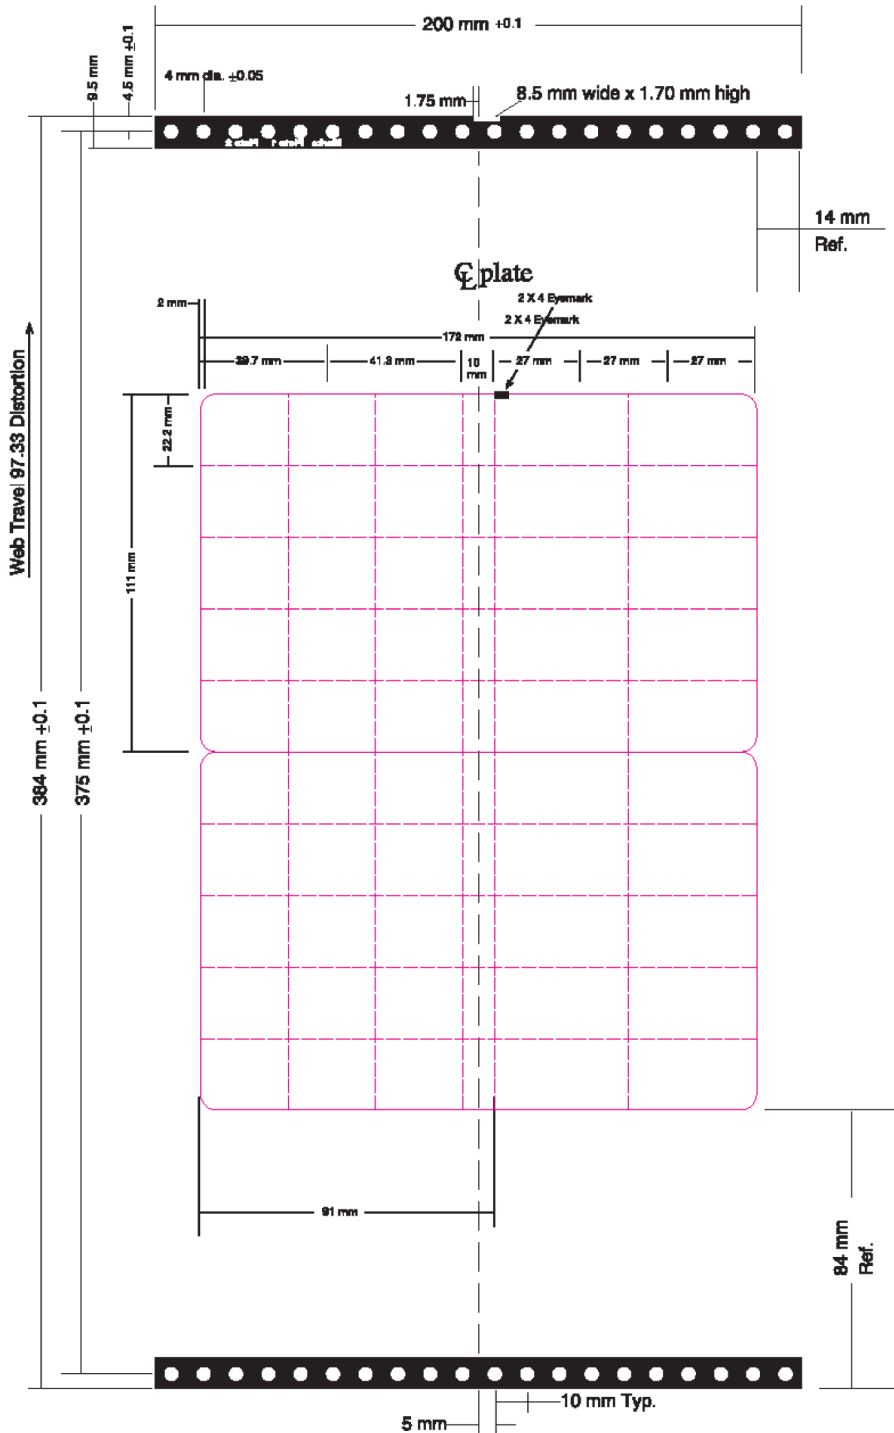 200 mm +0.1
9.5 mm
4.5 mm ±0.1
4 mm dia. ±0.05
1.75 mm
8.5 mm wide x 1.70 mm high
14 mm
Ref.
℄ plate
2 X 4 Eyemark
2 X 4 Eyemark
2 mm
172 mm
39.7 mm
41.3 mm
10
mm
27 mm
27 mm
27 mm
Web Travel 97.33 Distortion
22.2 mm
111 mm
384 mm ±0.1
375 mm ±0.1
91 mm
84 mm
Ref.
10 mm Typ.
5 mm